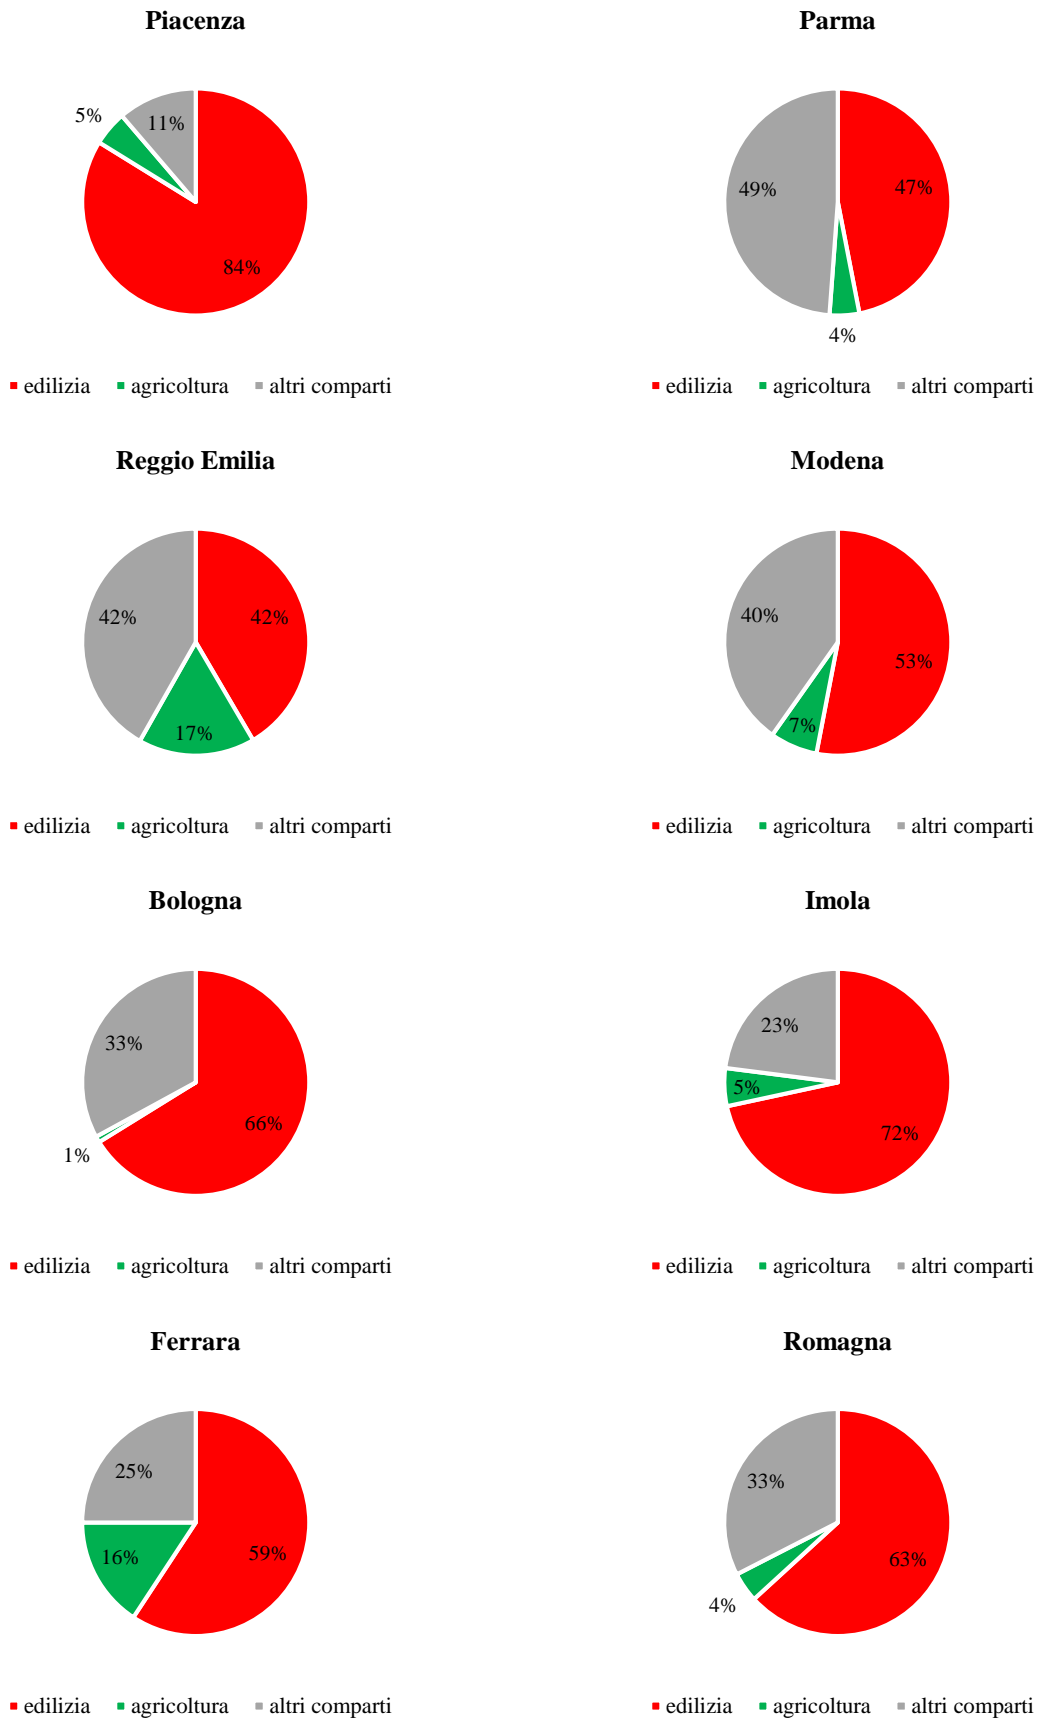 Piacenza
5%
11%
84%
edilizia agricoltura altri comparti
Parma
49%
47%
4%
edilizia agricoltura altri comparti
Reggio Emilia
42%
42%
17%
edilizia agricoltura altri comparti
Modena
40%
53%
7%
edilizia agricoltura altri comparti
Bologna
33%
66%
1%
edilizia agricoltura altri comparti
Imola
23%
5%
72%
edilizia agricoltura altri comparti
Ferrara
25%
16%
59%
edilizia agricoltura altri comparti
Romagna
33%
63%
4%
edilizia agricoltura altri comparti